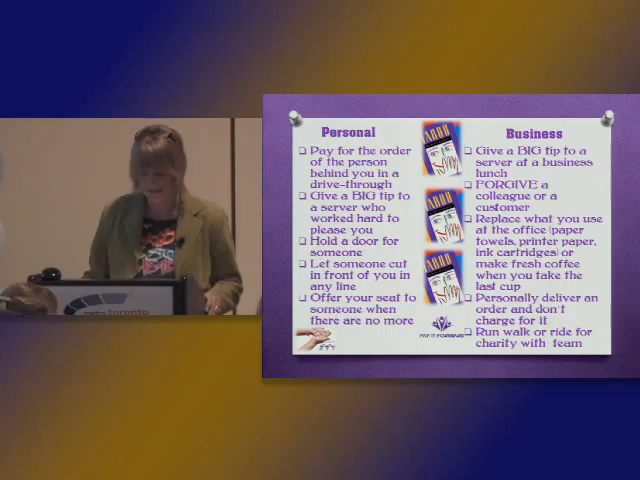 Personal
❑ Pay for the order
of the person
behind you in a
drive-through
❑ Give a BIG tip to
a server who
worked hard to
please you
❑ Hold a door for
someone
❑ Let someone cut
in front of you in
any line
❑ Offer your seat to
someone when
there are no more
Business
❑ Give a BIG tip to a
server at a business
lunch
❑ FORGIVE a
colleague or a
customer
❑ Replace what you use
at the office (paper
towels, printer paper,
ink cartridges) or
make fresh coffee
when you take the
last cup
❑ Personally deliver an
order and don't
charge for it
❑ Run walk or ride for
charity with team
PAY IT FORWARD
toronto